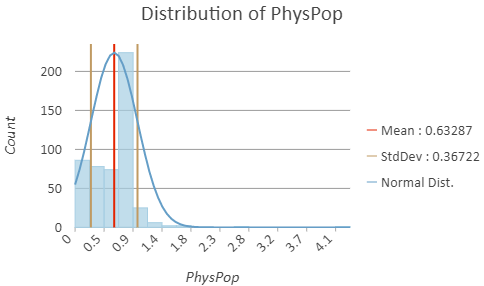 Distribution of PhysPop
Count
200
150
100
50
0
0 0.5 0.9 1.4 1.8 2.3 2.8 3.2 3.7 4.1
PhysPop
Mean : 0.63287
StdDev : 0.36722
Normal Dist.